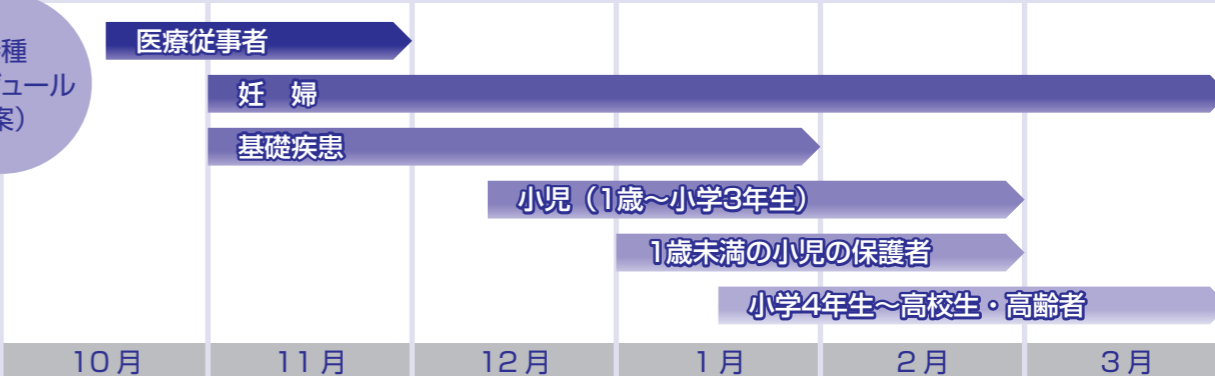 種
ジュール
案）
医療従事者
妊　婦
基礎疾患
小児（1歳～小学3年生）
1歳未満の小児の保護者
小学4年生～高校生・高齢者
10月
11月
12月
1月
2月
3月